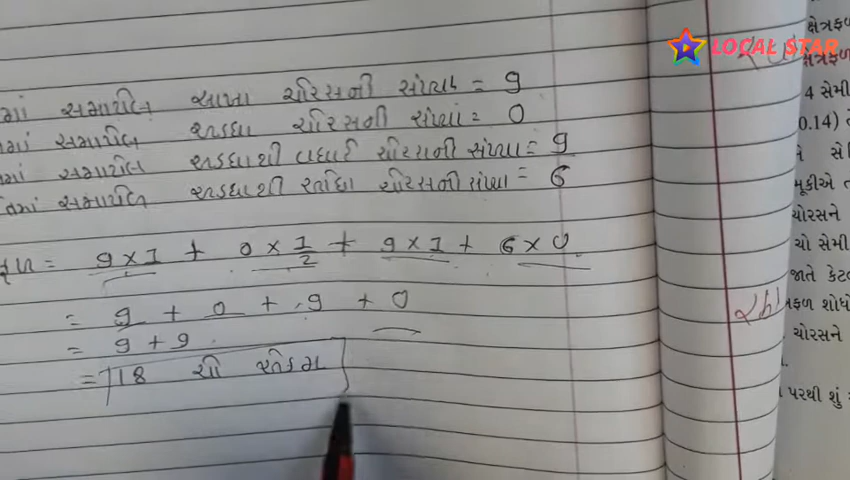 LOCAL STAR
માં સમાયેલ આખા ચોરસની સંખ્યા = 9
માં સમાયેલ અડધા ચોરસની સંખ્યા = 0
માં સમાયેલ અડધાથી વધારે ચોરસની સંખ્યા = 9
સમાયેલ અડધાથી ઓછા ચોરસની સંખ્યા = 6
= 9 × 1 + 0 × 1/2 + 9 × 1 + 6 × 0
= 9 + 0 + 9 + 0
= 9 + 9
= 18 ચો એકમ
ક્ષેત્રફળ
ક્ષેત્રફળ
4 સેમી
0.14)
સે
મૂકીએ
ચોરસને
ચો સેમી
જાતે કેટ
ફળ શોધો
ચોરસને
પરથી શું